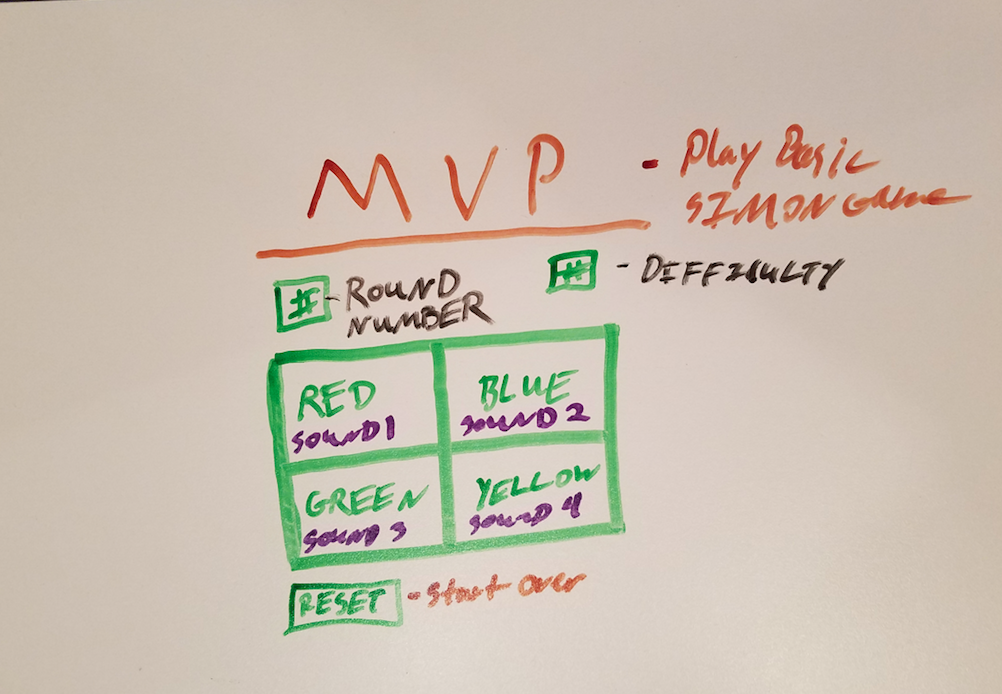 MVP
- Play Basic
SIMON Game
# - ROUND
NUMBER
# - DIFFICULTY
RED
SOUND 1
BLUE
SOUND 2
GREEN
SOUND 3
YELLOW
SOUND 4
RESET - Start over